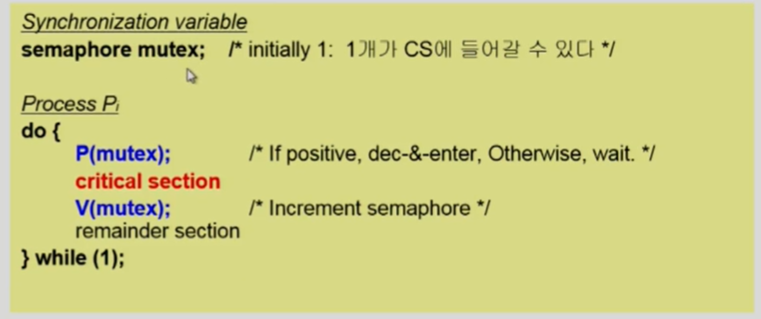 Synchronization variable
semaphore mutex; /* initially 1: 1개가 CS에 들어갈 수 있다 */
Process Pi
do {
P(mutex); /* If positive, dec-&-enter, Otherwise, wait. */
critical section
V(mutex); /* Increment semaphore */
remainder section
} while (1);